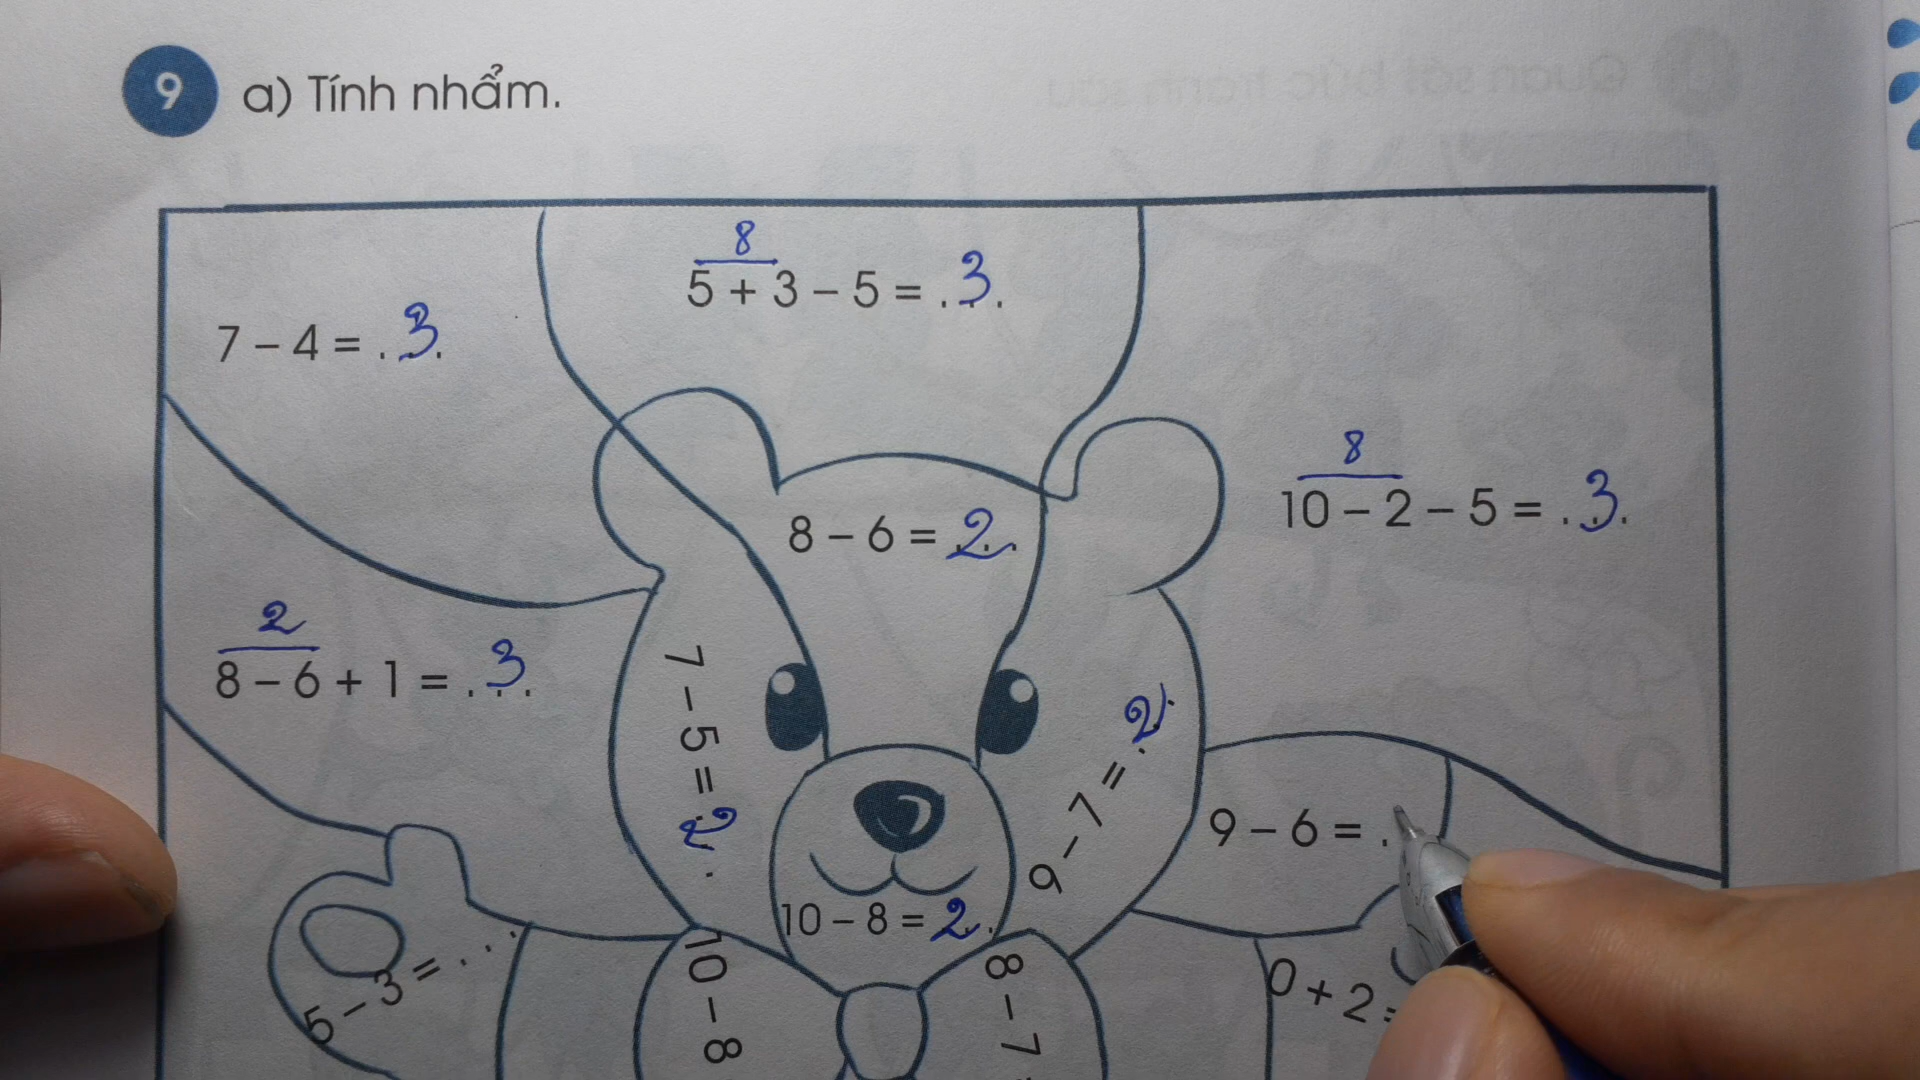 9 a) Tính nhẩm.
8
5 + 3 – 5 = . 3 .
7 – 4 = . 3 .
8
10 – 2 – 5 = . 3 .
8 – 6 = 2 .
2
8 – 6 + 1 = . 3 .
7 – 5 = 2 .
9 – 7 = . 2 .
9 – 6 = .
10 – 8 = 2 .
5 – 3 = . . .
10 – 8
8 – 7
0 + 2 =